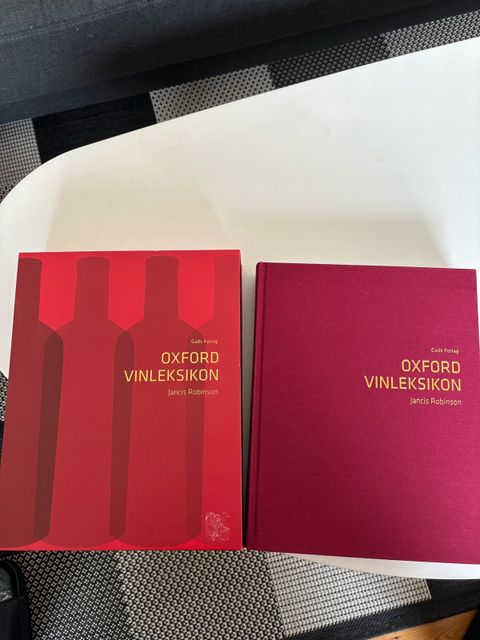 Gads Forlag
OXFORD
VINLEKSIKON
Jancis Robinson
Gads Forlag
OXFORD
VINLEKSIKON
Jancis Robinson